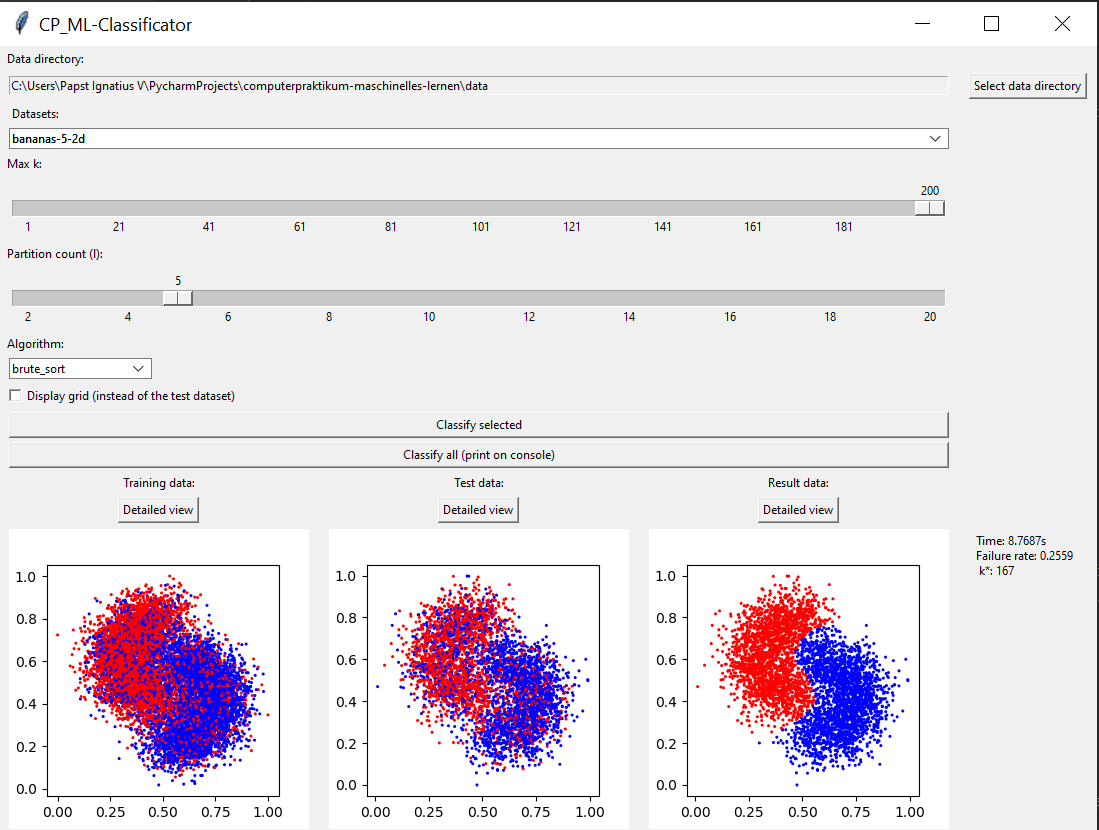 CP_ML-Classificator
Data directory:
C:\Users\Papst Ignatius V\PycharmProjects\computerpraktikum-maschinelles-lernen\data
Select data directory
Datasets:
bananas-5-2d
Max k:
200
1 21 41 61 81 101 121 141 161 181
Partition count (l):
5
2 4 6 8 10 12 14 16 18 20
Algorithm:
brute_sort
Display grid (instead of the test dataset)
Classify selected
Classify all (print on console)
Training data: Test data: Result data:
Detailed view Detailed view Detailed view
Time: 8.7687s
Failure rate: 0.2559
k*: 167
1.0 1.0 1.0
0.8 0.8 0.8
0.6 0.6 0.6
0.4 0.4 0.4
0.2 0.2 0.2
0.0 0.0 0.0
0.00 0.25 0.50 0.75 1.00 0.00 0.25 0.50 0.75 1.00 0.00 0.25 0.50 0.75 1.00